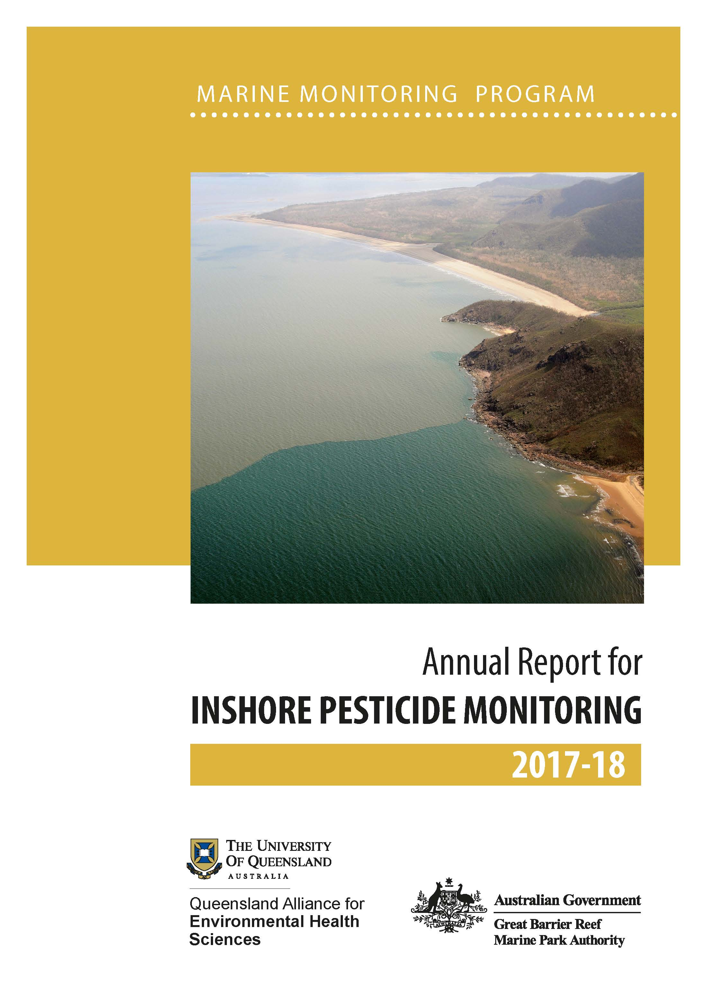 MARINE MONITORING PROGRAM
Annual Report for
INSHORE PESTICIDE MONITORING
2017-18
THE UNIVERSITY
OF QUEENSLAND
AUSTRALIA
Queensland Alliance for
Environmental Health
Sciences
AUSTRALIA
Australian Government
Great Barrier Reef
Marine Park Authority